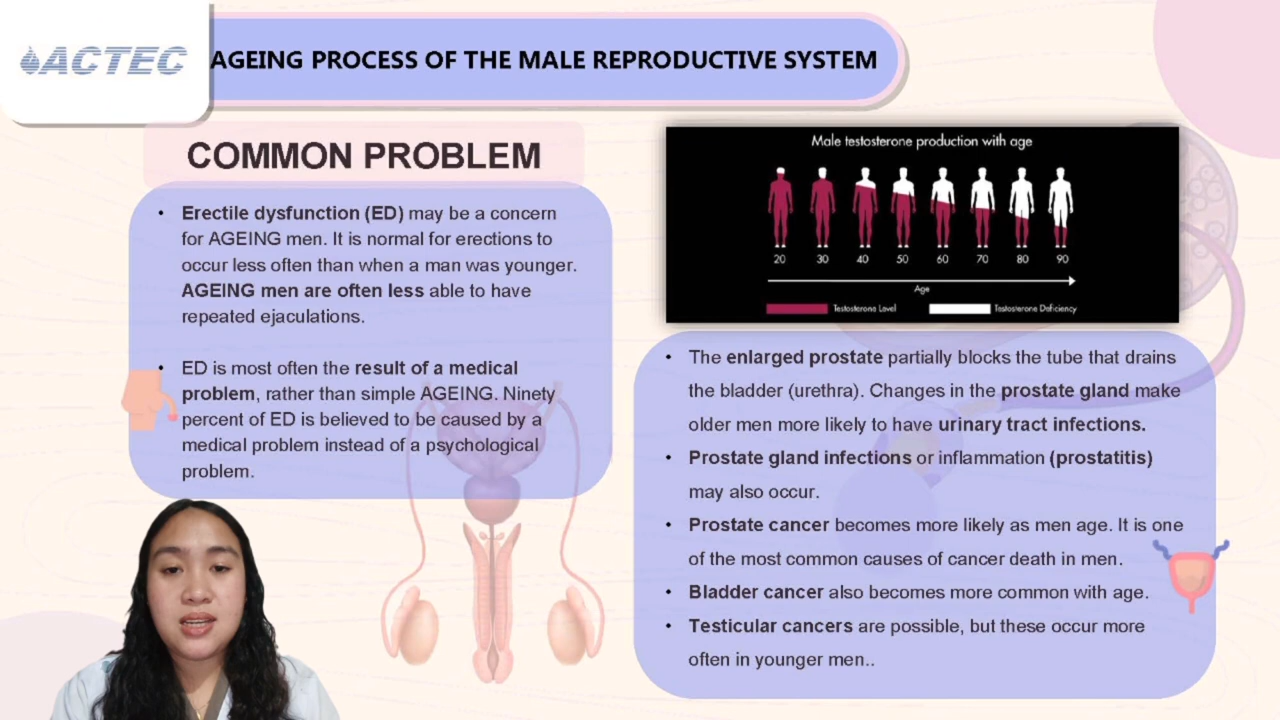 ACTEC
AGEING PROCESS OF THE MALE REPRODUCTIVE SYSTEM
COMMON PROBLEM
• Erectile dysfunction (ED) may be a concern
for AGEING men. It is normal for erections to
occur less often than when a man was younger.
AGEING men are often less able to have
repeated ejaculations.
• ED is most often the result of a medical
problem, rather than simple AGEING. Ninety
percent of ED is believed to be caused by a
medical problem instead of a psychological
problem.
Male testosterone production with age
20 30 40 50 60 70 80 90
Age
Testosterone Level Testosterone Deficiency
• The enlarged prostate partially blocks the tube that drains
the bladder (urethra). Changes in the prostate gland make
older men more likely to have urinary tract infections.
• Prostate gland infections or inflammation (prostatitis)
may also occur.
• Prostate cancer becomes more likely as men age. It is one
of the most common causes of cancer death in men.
• Bladder cancer also becomes more common with age.
• Testicular cancers are possible, but these occur more
often in younger men..